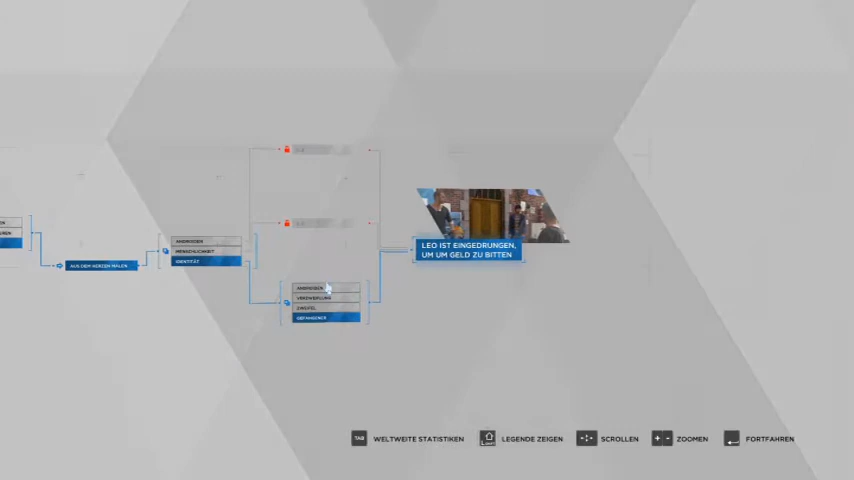 UREN
AUS DEM HERZEN MALEN
ANDROIDEN
MENSCHLICHKEIT
IDENTITÄT
ANDROIDEN
VERZWEIFLUNG
ZWEIFEL
GEFANGENER
LEO IST EINGEDRUNGEN,
UM UM GELD ZU BITTEN
TAB WELTWEITE STATISTIKEN LEGENDE ZEIGEN SCROLLEN + - ZOOMEN FORTFAHREN